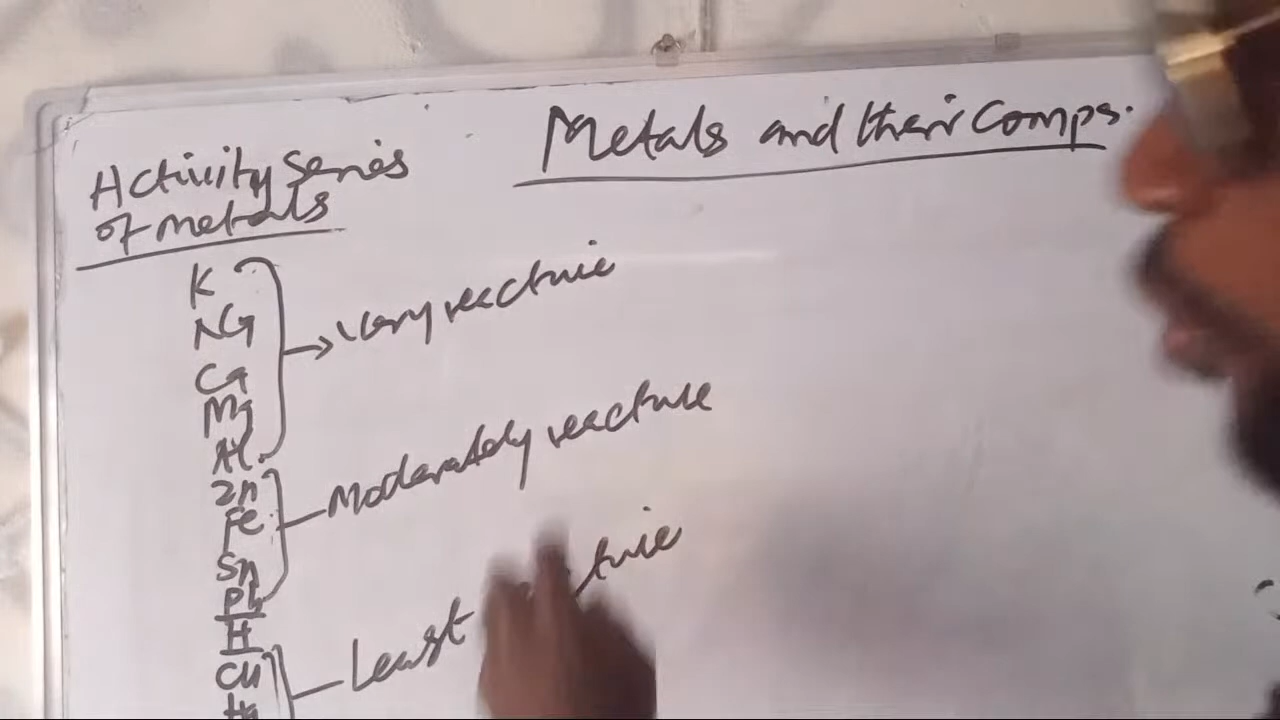 Metals and their Comps.
Activity Series
of metals
K
Na
Ca
Mg
Al
Very reactive
Zn
Fe
Sn
Pb
Moderately reactive
H
Cu
Least